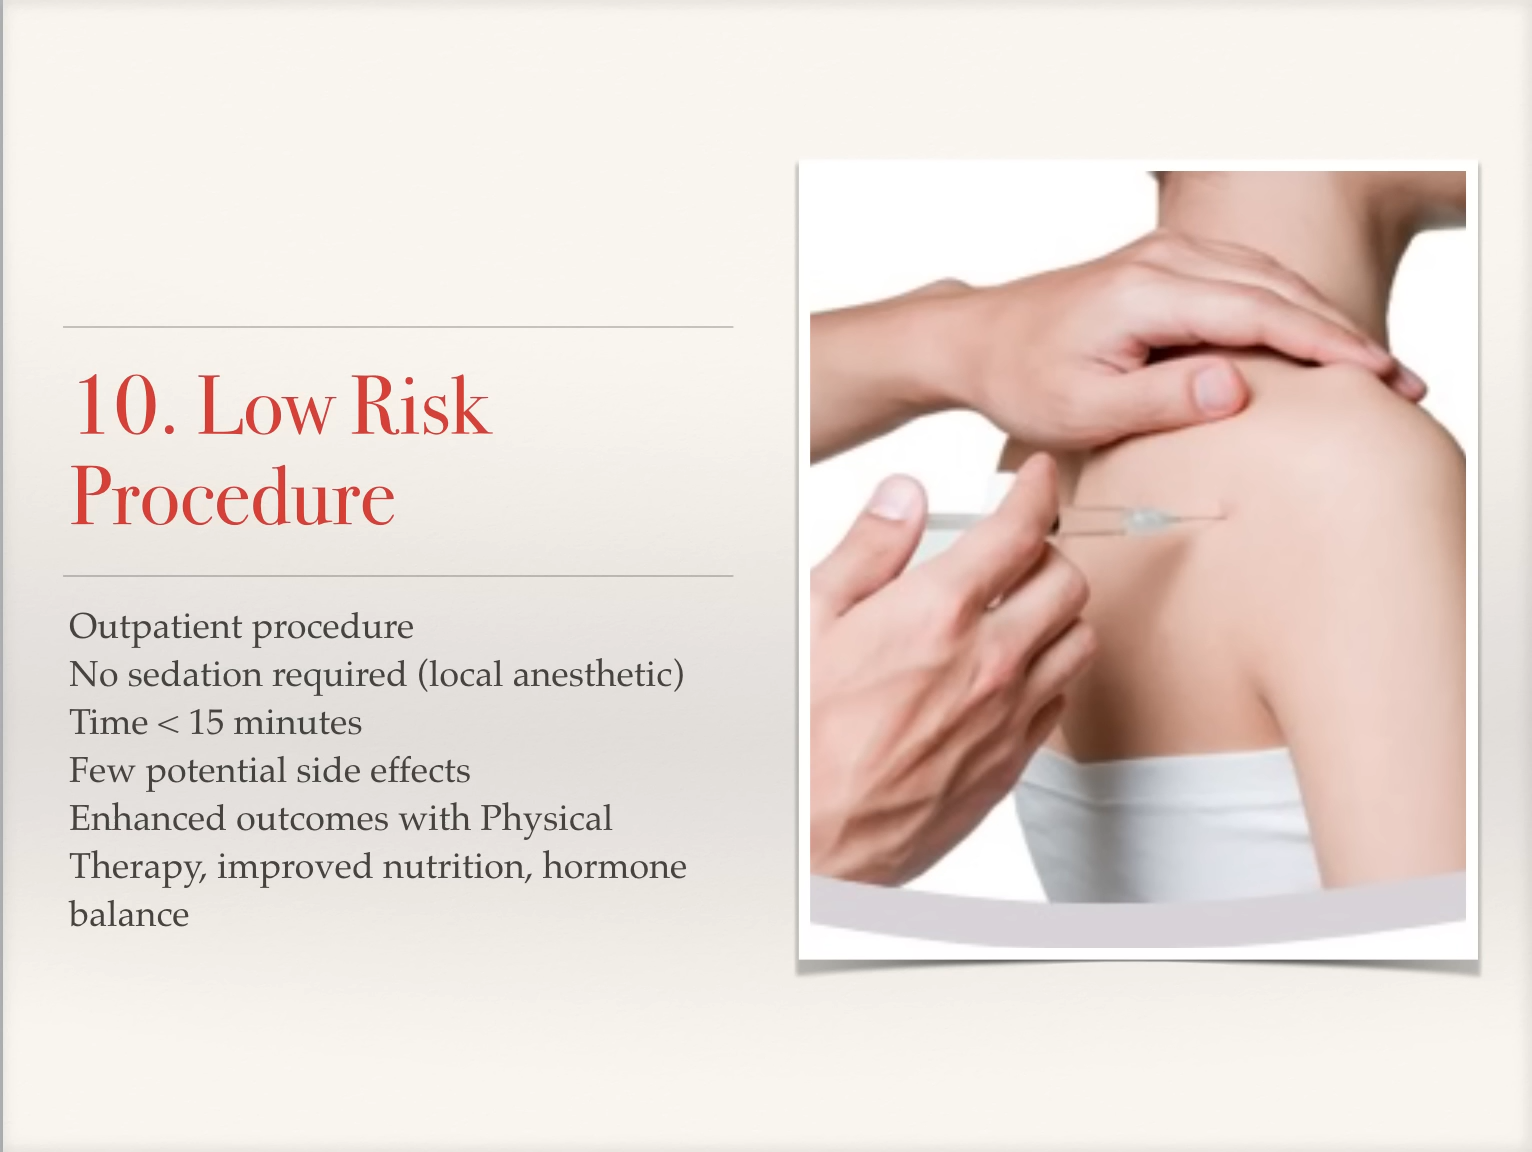 10. Low Risk
Procedure
Outpatient procedure
No sedation required (local anesthetic)
Time < 15 minutes
Few potential side effects
Enhanced outcomes with Physical
Therapy, improved nutrition, hormone
balance